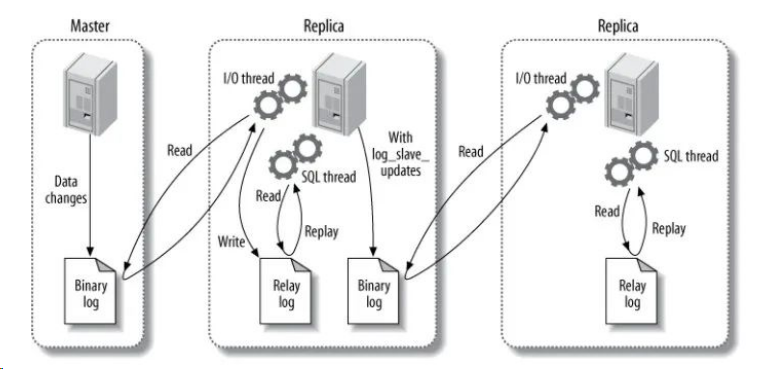 Master
Replica
Replica
I/O thread
I/O thread
Data
changes
Read
SQL thread
Read
Replay
Write
With
log_slave_
updates
Read
SQL thread
Read
Replay
Binary
log
Relay
log
Binary
log
Relay
log